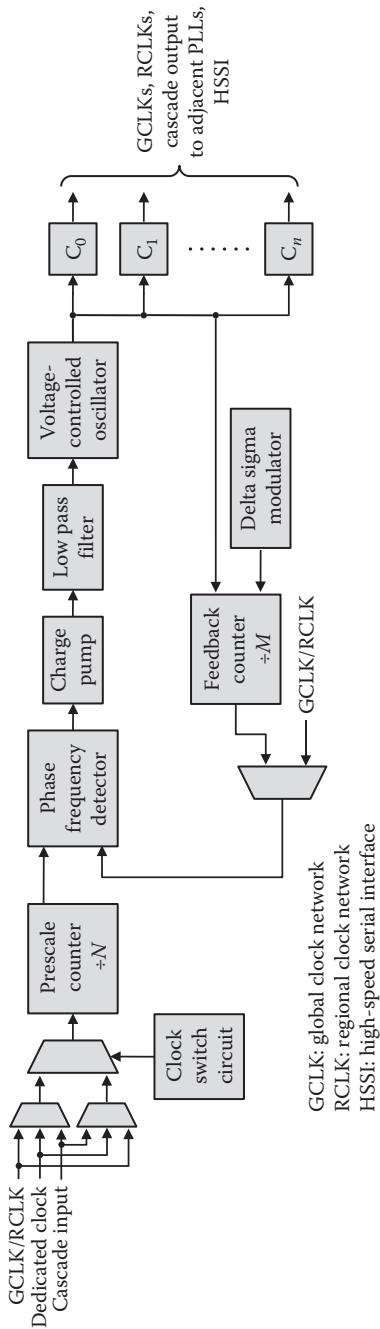 GCLK/RCLK
Dedicated clock
Cascade input
Clock
switch
circuit
Prescale
counter
÷N
Phase
frequency
detector
Charge
pump
Low pass
filter
Voltage-
controlled
oscillator
C0
C1
......
Cn
GCLKs, RCLKs,
cascade output
to adjacent PLLs,
HSSI
Feedback
counter
÷M
Delta sigma
modulator
GCLK/RCLK
GCLK: global clock network
RCLK: regional clock network
HSSI: high-speed serial interface